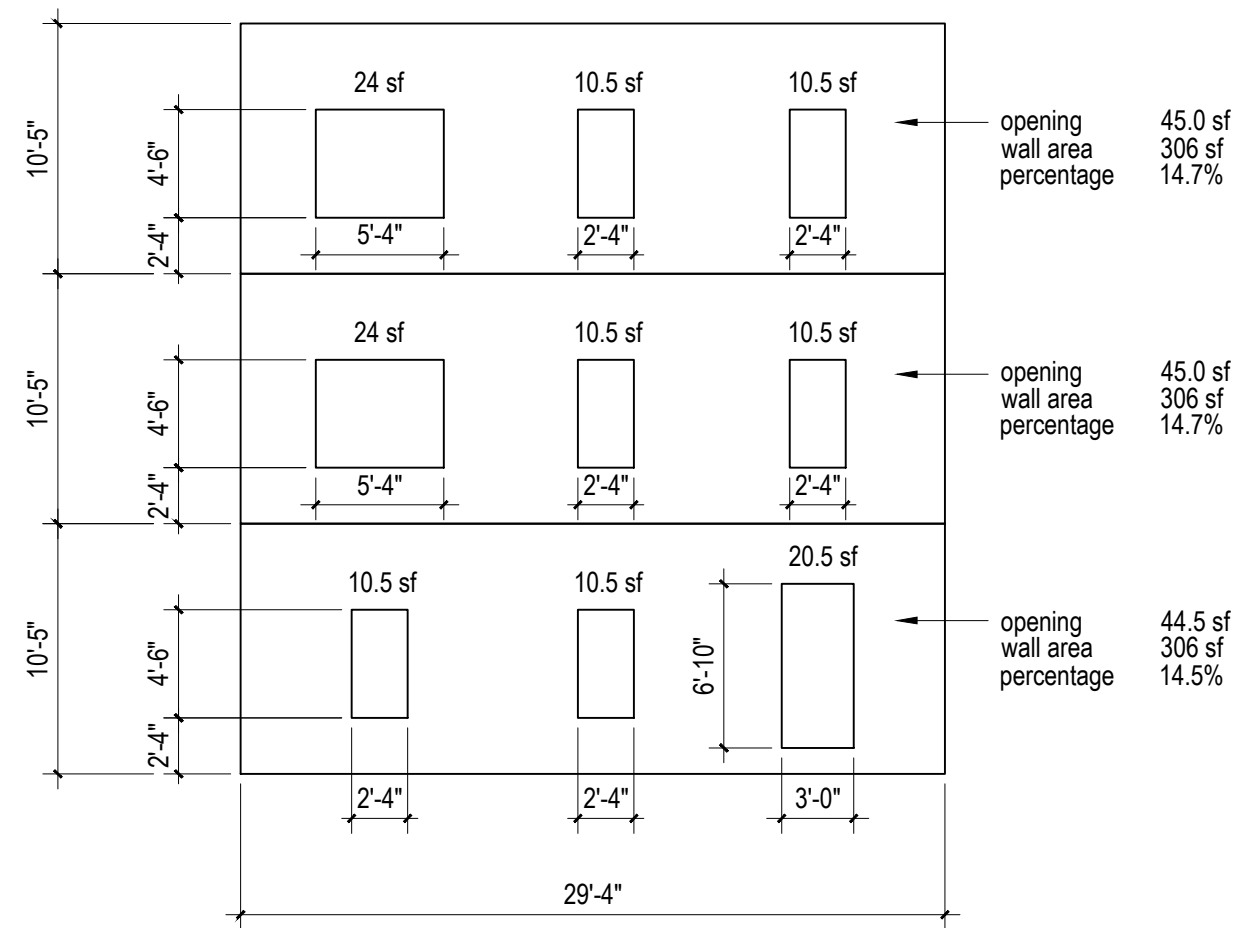 24 sf 10.5 sf 10.5 sf
10'-5"
4'-6"
2'-4"
5'-4" 2'-4" 2'-4"
opening 45.0 sf
wall area 306 sf
percentage 14.7%
24 sf 10.5 sf 10.5 sf
10'-5"
4'-6"
2'-4"
5'-4" 2'-4" 2'-4"
opening 45.0 sf
wall area 306 sf
percentage 14.7%
20.5 sf
10.5 sf 10.5 sf
10'-5"
4'-6"
6'-10"
2'-4"
2'-4" 2'-4" 3'-0"
opening 44.5 sf
wall area 306 sf
percentage 14.5%
29'-4"